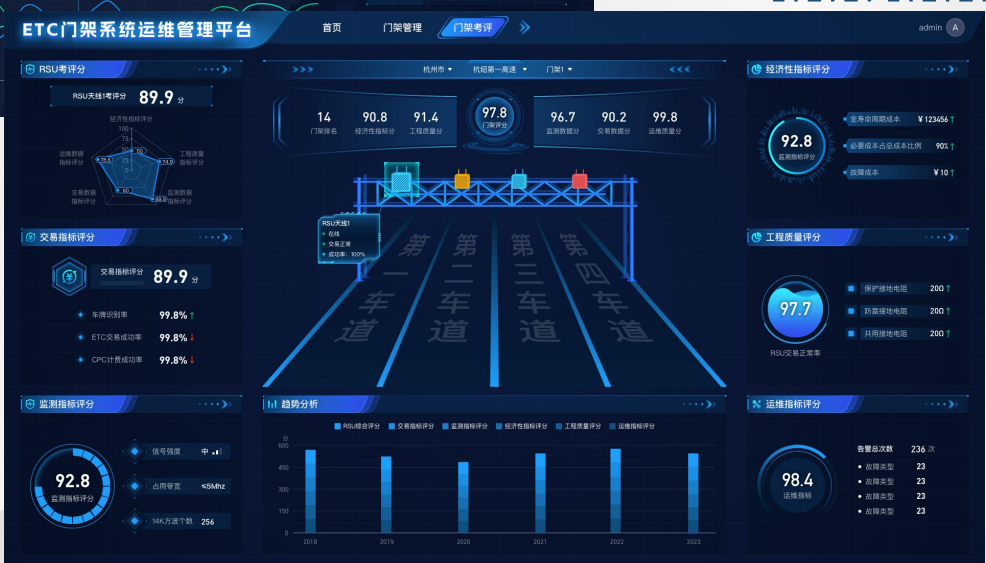 ETC门架系统运维管理平台
首页
门架管理
门架考评
admin A
RSU考评分
RSU天线1考评分 89.9 分
经济性指标评分
100
75
50
25
0
50
工程质量
指标评分
74.9
监测数据
指标评分
89.9
交易数据
指标评分
60
运维数据
指标评分
76.6
交易指标评分
交易指标评分 89.9 分
车牌识别率 99.8% ↑
ETC交易成功率 99.8% ↓
CPC计费成功率 99.8% ↓
监测指标评分
92.8
监测指标评分
信号强度 中
占用带宽 ≤5Mhz
14K方波个数 256
杭州市
杭绍第一高速
门架1
14
门架排名
90.8
经济性指标分
91.4
工程质量分
97.8
门架评分
96.7
监测数据分
90.2
交易数据分
99.8
运维质量分
RSU天线1
在线
交易正常
成功率: 100%
第一车道
第二车道
第三车道
第四车道
趋势分析
RSU综合评分 交易指标评分 监测指标评分 经济性指标评分 工程质量评分 运维指标评分
分
600
450
300
150
0
2018 2019 2020 2021 2022 2023
经济性指标评分
92.8
监测指标评分
全寿命周期成本 ¥ 123456 ↑
必要成本占总成本比例 90% ↑
故障成本 ¥ 10 ↑
工程质量评分
97.7
RSU交易正常率
保护接地电阻 20Ω ↑
防雷接地电阻 20Ω ↑
共用接地电阻 20Ω ↑
运维指标评分
98.4
运维指标
告警总次数 236 次
故障类型 23
故障类型 23
故障类型 23
故障类型 23